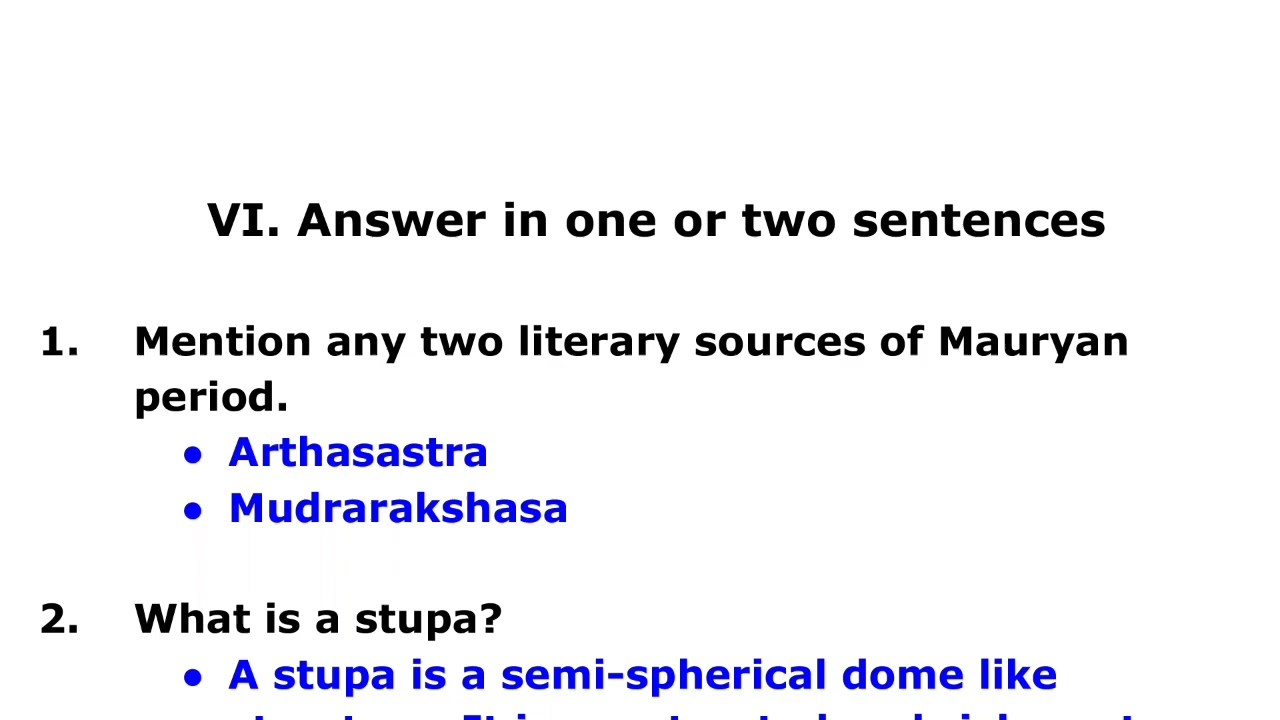 VI. Answer in one or two sentences
1. Mention any two literary sources of Mauryan
period.
● Arthasastra
● Mudrarakshasa
2. What is a stupa?
● A stupa is a semi-spherical dome like